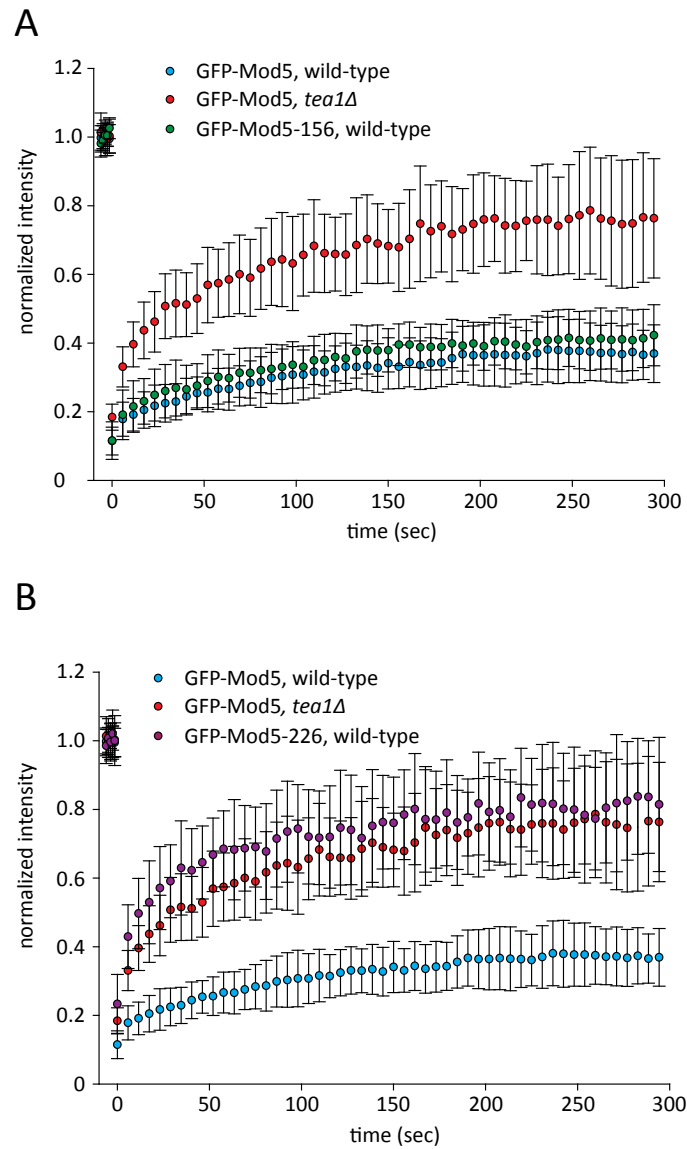 A
1.2
1.0
0.8
0.6
0.4
0.2
0
normalized intensity
GFP-Mod5, wild-type
GFP-Mod5, tea1Δ
GFP-Mod5-156, wild-type
0 50 100 150 200 250 300
time (sec)
B
1.2
1.0
0.8
0.6
0.4
0.2
0
normalized intensity
GFP-Mod5, wild-type
GFP-Mod5, tea1Δ
GFP-Mod5-226, wild-type
0 50 100 150 200 250 300
time (sec)